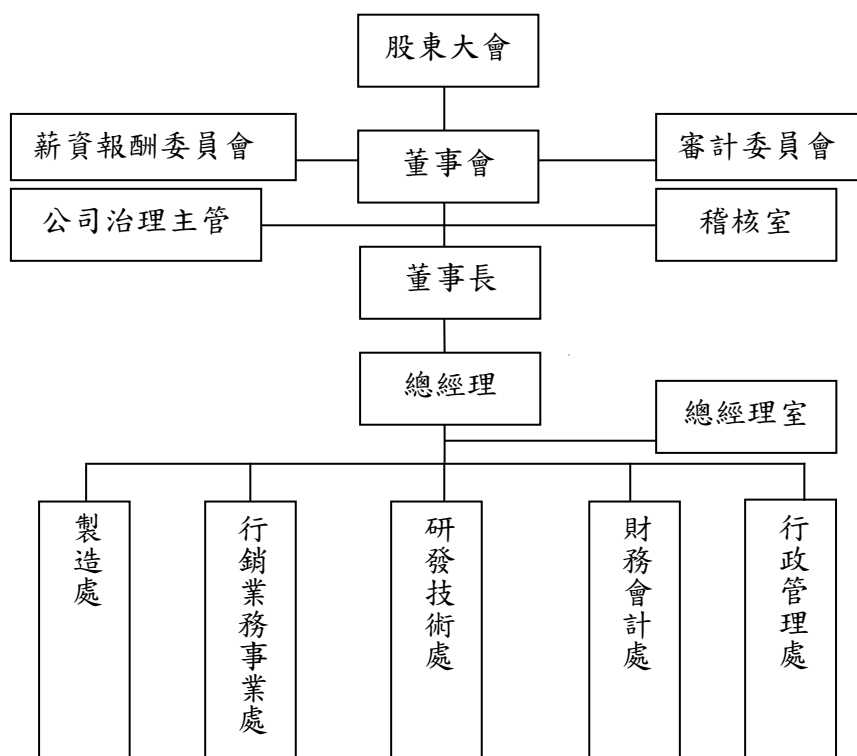 股東大會
薪資報酬委員會
董事會
審計委員會
公司治理主管
稽核室
董事長
總經理
總經理室
製造處
行銷業務事業處
研發技術處
財務會計處
行政管理處